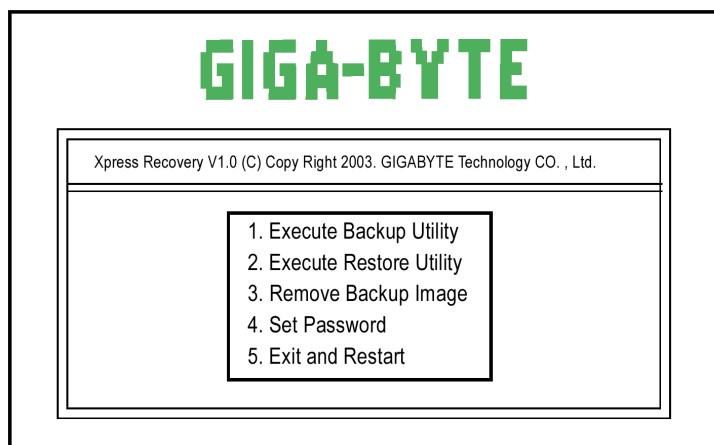 GIGA-BYTE
Xpress Recovery V1.0 (C) Copy Right 2003. GIGABYTE Technology CO. , Ltd.
1. Execute Backup Utility
2. Execute Restore Utility
3. Remove Backup Image
4. Set Password
5. Exit and Restart